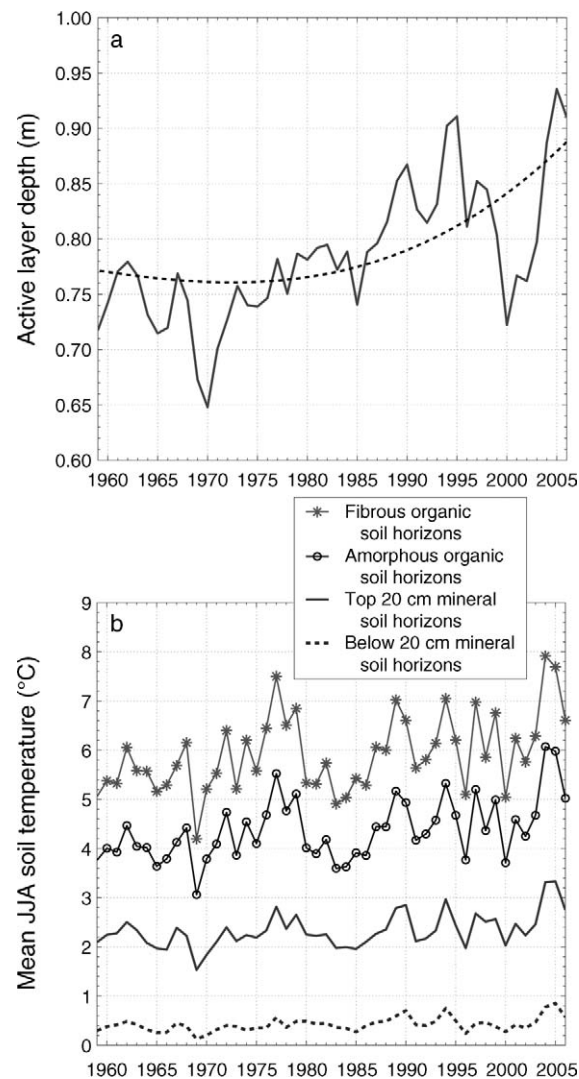 1.00
a
0.95
0.90
0.85
0.80
0.75
0.70
0.65
0.60
Active layer depth (m)
1960 1965 1970 1975 1980 1985 1990 1995 2000 2005
Fibrous organic
soil horizons
Amorphous organic
soil horizons
Top 20 cm mineral
soil horizons
Below 20 cm mineral
soil horizons
9
b
8
7
6
5
4
3
2
1
0
Mean JJA soil temperature (°C)
1960 1965 1970 1975 1980 1985 1990 1995 2000 2005